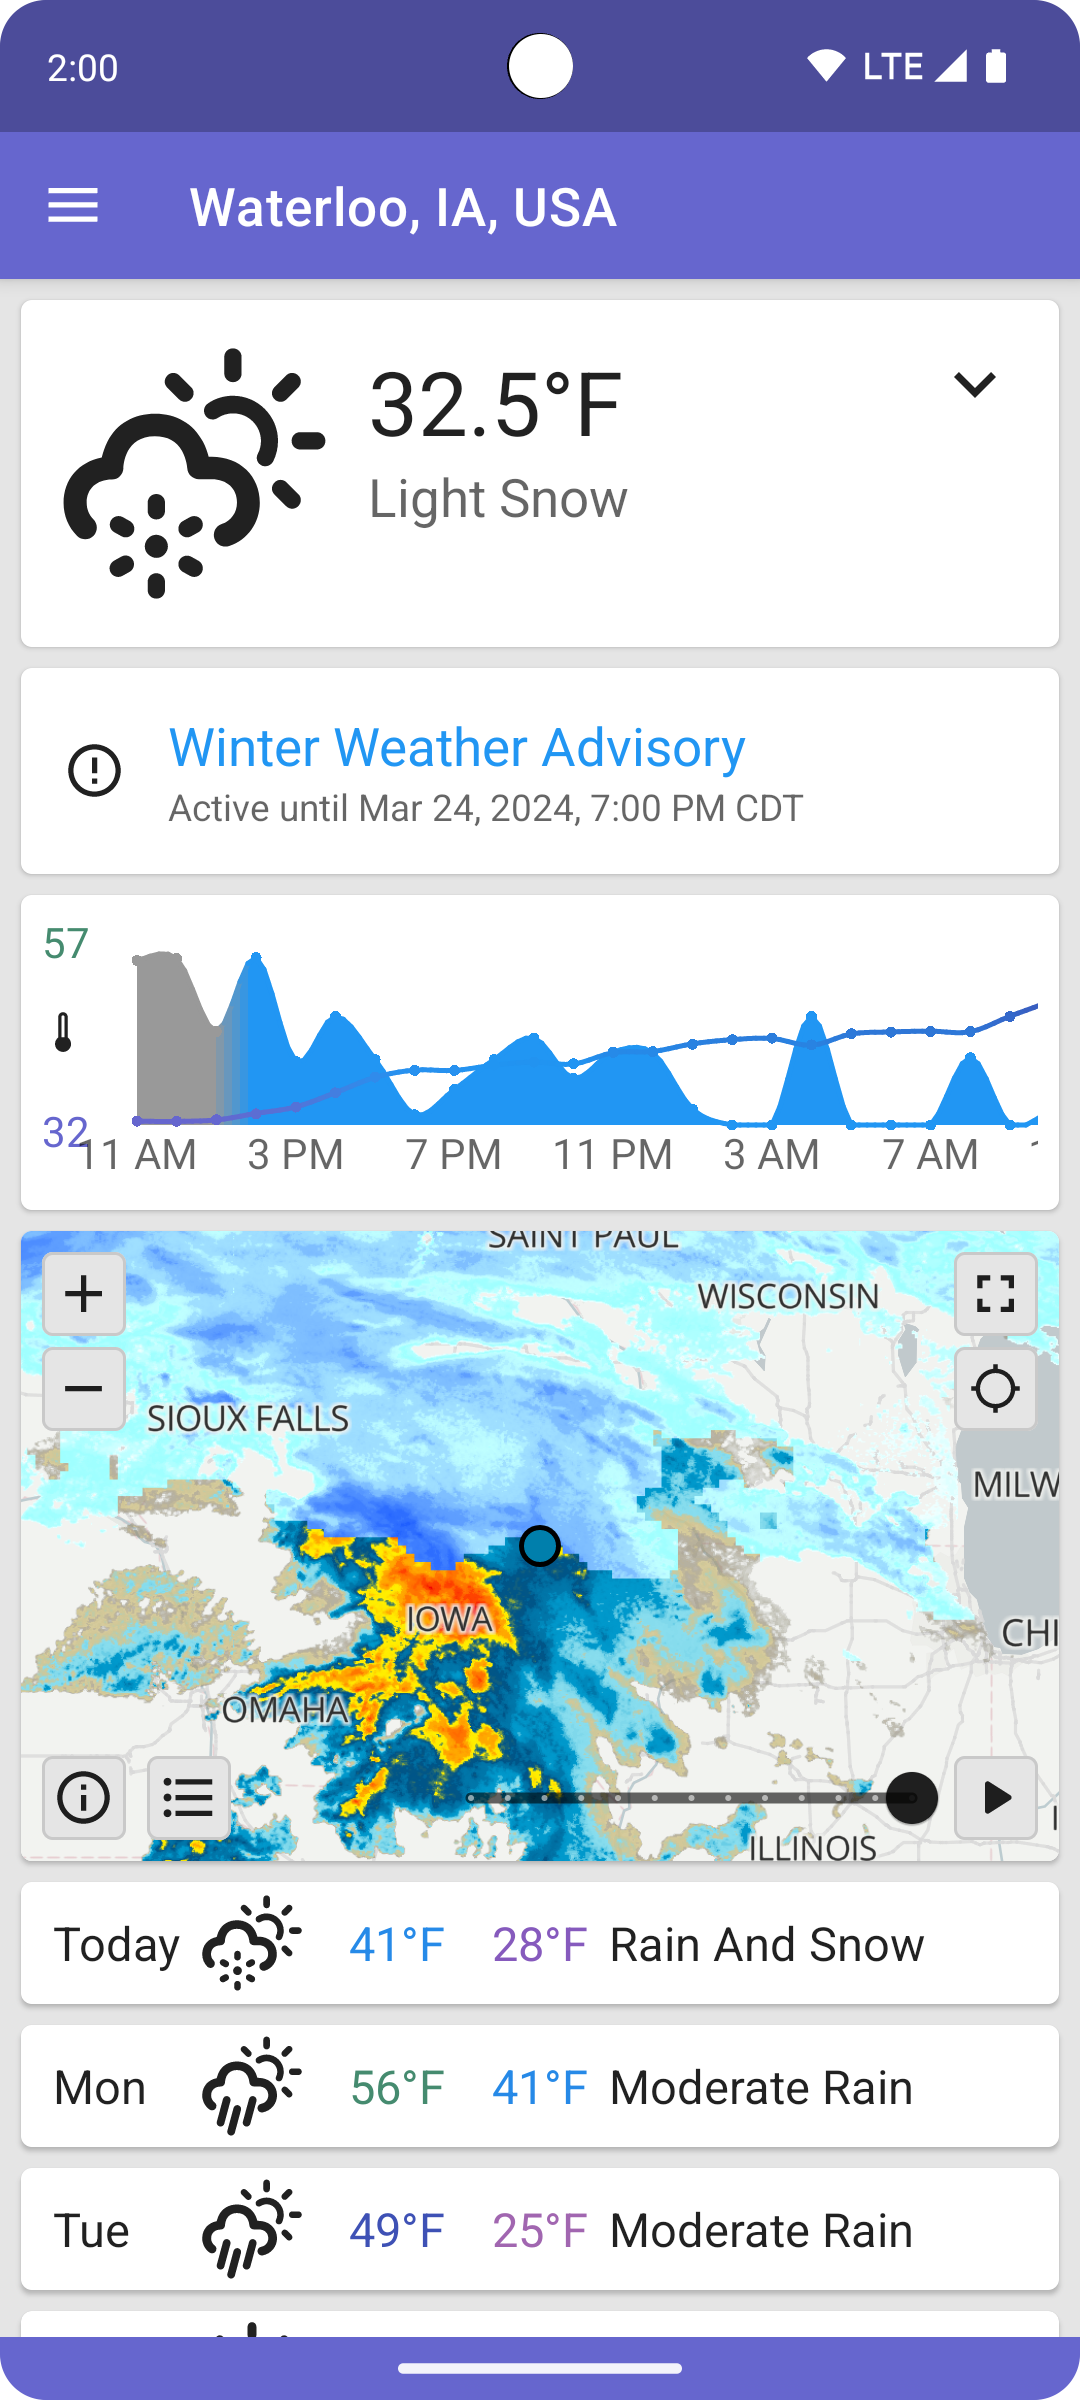 2:00
LTE
Waterloo, IA, USA
32.5°F
Light Snow
Winter Weather Advisory
Active until Mar 24, 2024, 7:00 PM CDT
57
32
11 AM 3 PM 7 PM 11 PM 3 AM 7 AM
SAINT PAUL
WISCONSIN
SIOUX FALLS
MILW
IOWA
CHI
OMAHA
ILLINOIS
Today 41°F 28°F Rain And Snow
Mon 56°F 41°F Moderate Rain
Tue 49°F 25°F Moderate Rain